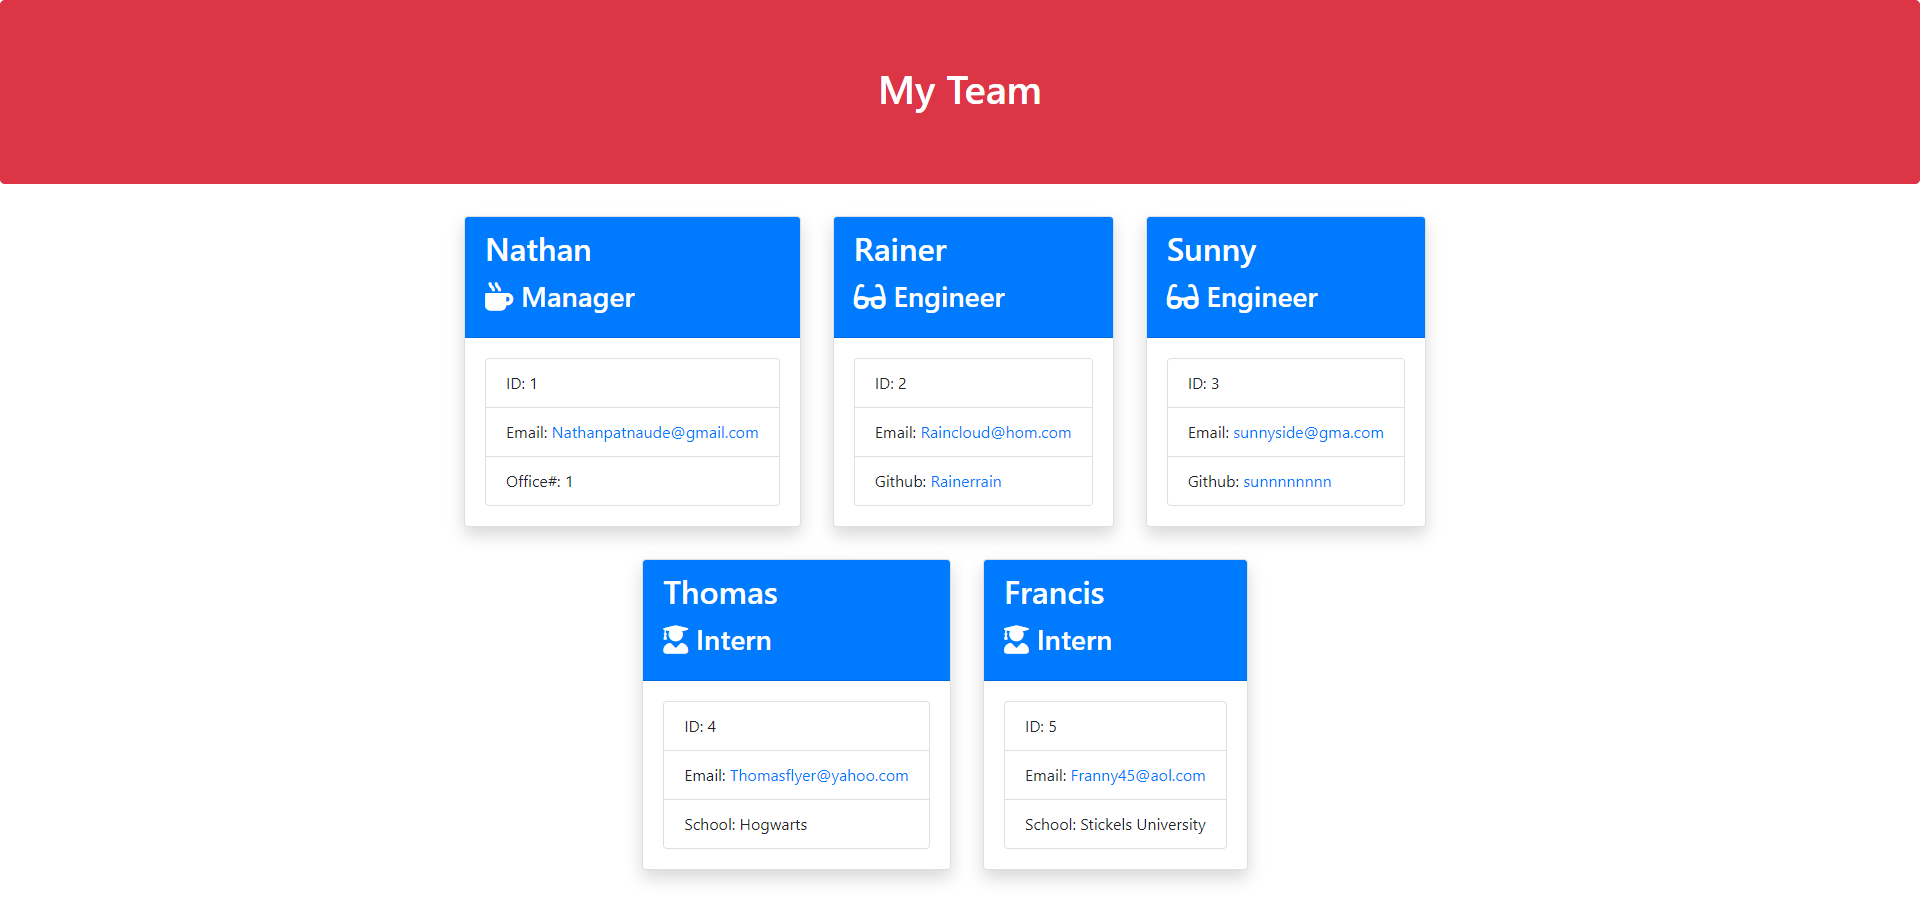 My Team
Nathan
Manager
ID: 1
Email: Nathanpatnaude@gmail.com
Office#: 1
Rainer
Engineer
ID: 2
Email: Raincloud@hom.com
Github: Rainerrain
Sunny
Engineer
ID: 3
Email: sunnyside@gma.com
Github: sunnnnnnnn
Thomas
Intern
ID: 4
Email: Thomasflyer@yahoo.com
School: Hogwarts
Francis
Intern
ID: 5
Email: Franny45@aol.com
School: Stickels University